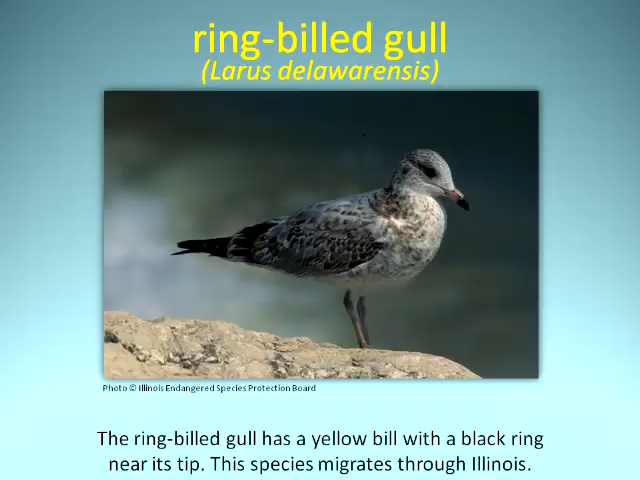 ring-billed gull
(Larus delawarensis)
Photo © Illinois Endangered Species Protection Board
The ring-billed gull has a yellow bill with a black ring
near its tip. This species migrates through Illinois.